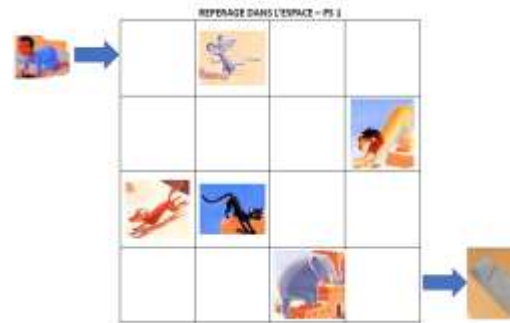 REPERAGE DANS L'ESPACE – PS 1